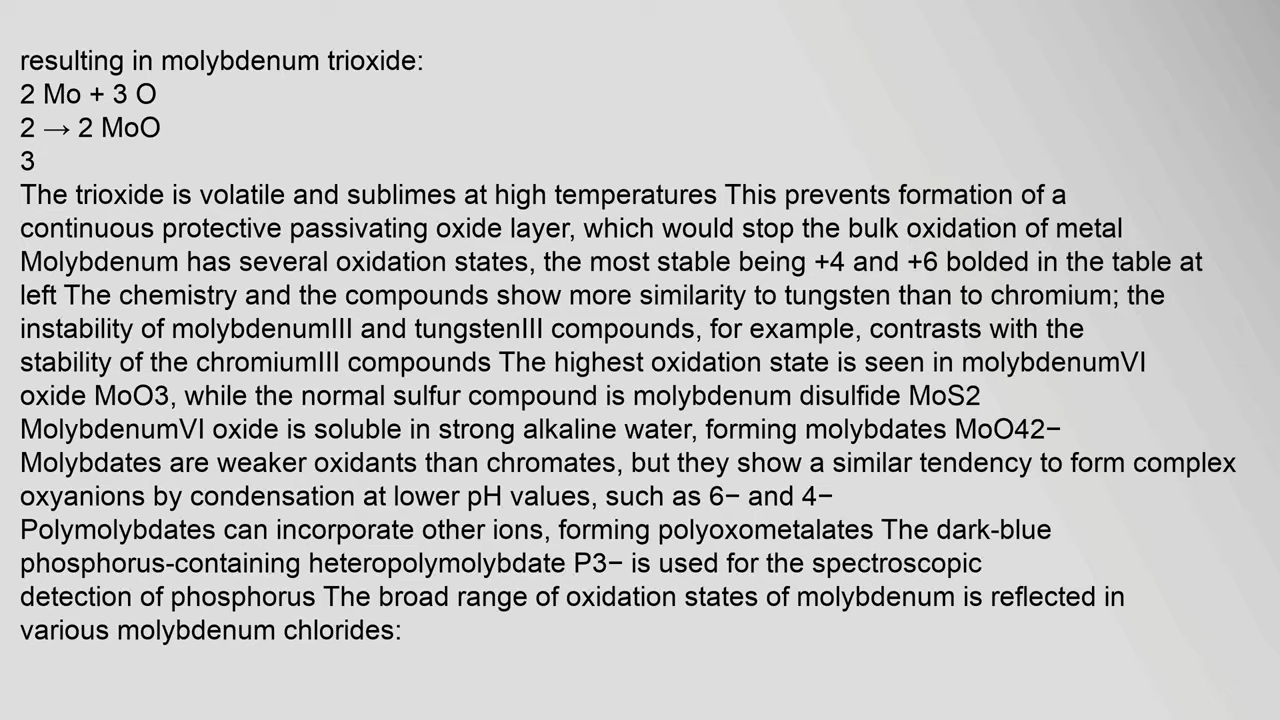 resulting in molybdenum trioxide:
2 Mo + 3 O
2 → 2 MoO
3
The trioxide is volatile and sublimes at high temperatures This prevents formation of a
continuous protective passivating oxide layer, which would stop the bulk oxidation of metal
Molybdenum has several oxidation states, the most stable being +4 and +6 bolded in the table at
left The chemistry and the compounds show more similarity to tungsten than to chromium; the
instability of molybdenumIII and tungstenIII compounds, for example, contrasts with the
stability of the chromiumIII compounds The highest oxidation state is seen in molybdenumVI
oxide MoO3, while the normal sulfur compound is molybdenum disulfide MoS2
MolybdenumVI oxide is soluble in strong alkaline water, forming molybdates MoO42−
Molybdates are weaker oxidants than chromates, but they show a similar tendency to form complex
oxyanions by condensation at lower pH values, such as 6− and 4−
Polymolybdates can incorporate other ions, forming polyoxometalates The dark-blue
phosphorus-containing heteropolymolybdate P3− is used for the spectroscopic
detection of phosphorus The broad range of oxidation states of molybdenum is reflected in
various molybdenum chlorides: